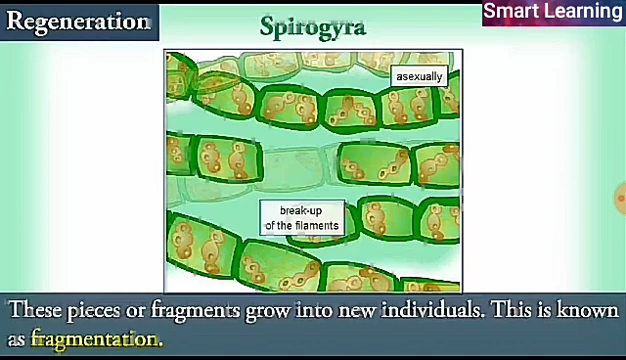 Regeneration
Smart Learning
Spirogyra
asexually
break-up
of the filaments
These pieces or fragments grow into new individuals. This is known
as fragmentation.